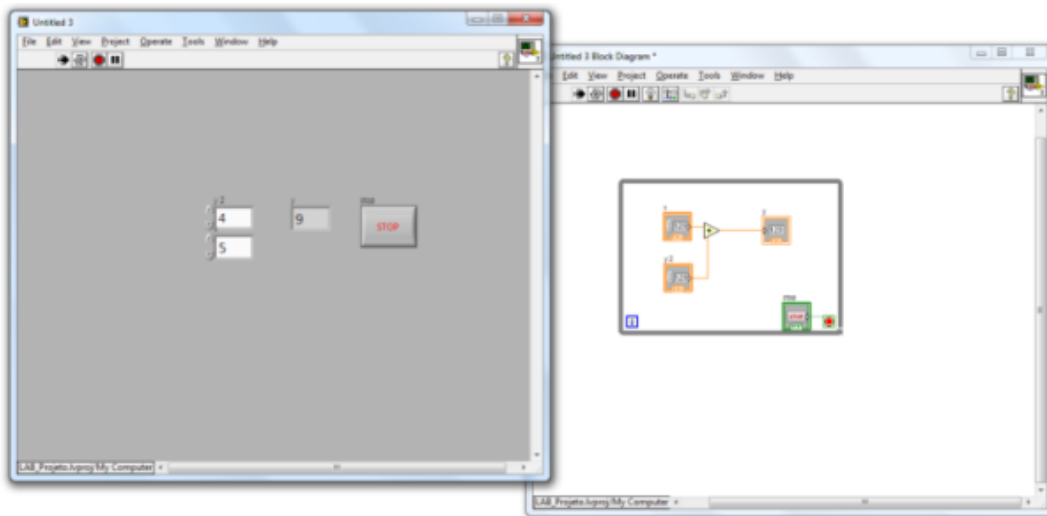 Untitled 3
File Edit View Project Operate Tools Window Help
4
5
9
STOP
LAB_Projeto.lvproj/My Computer
Untitled 3 Block Diagram *
Edit View Project Operate Tools Window Help
i
LAB_Projeto.lvproj/My Computer